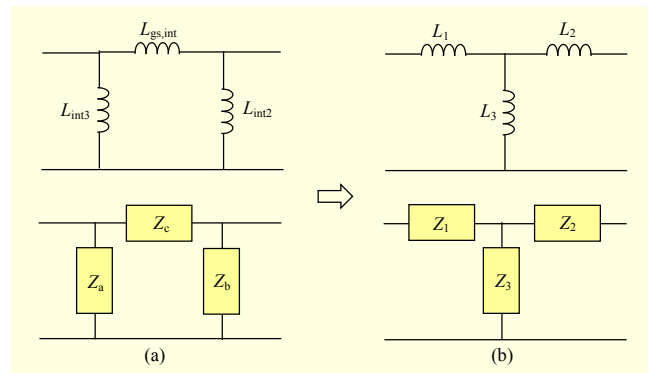 Lgs,int
Lint3
Lint2
Zc
Za
Zb
(a)
L1
L2
L3
Z1
Z2
Z3
(b)